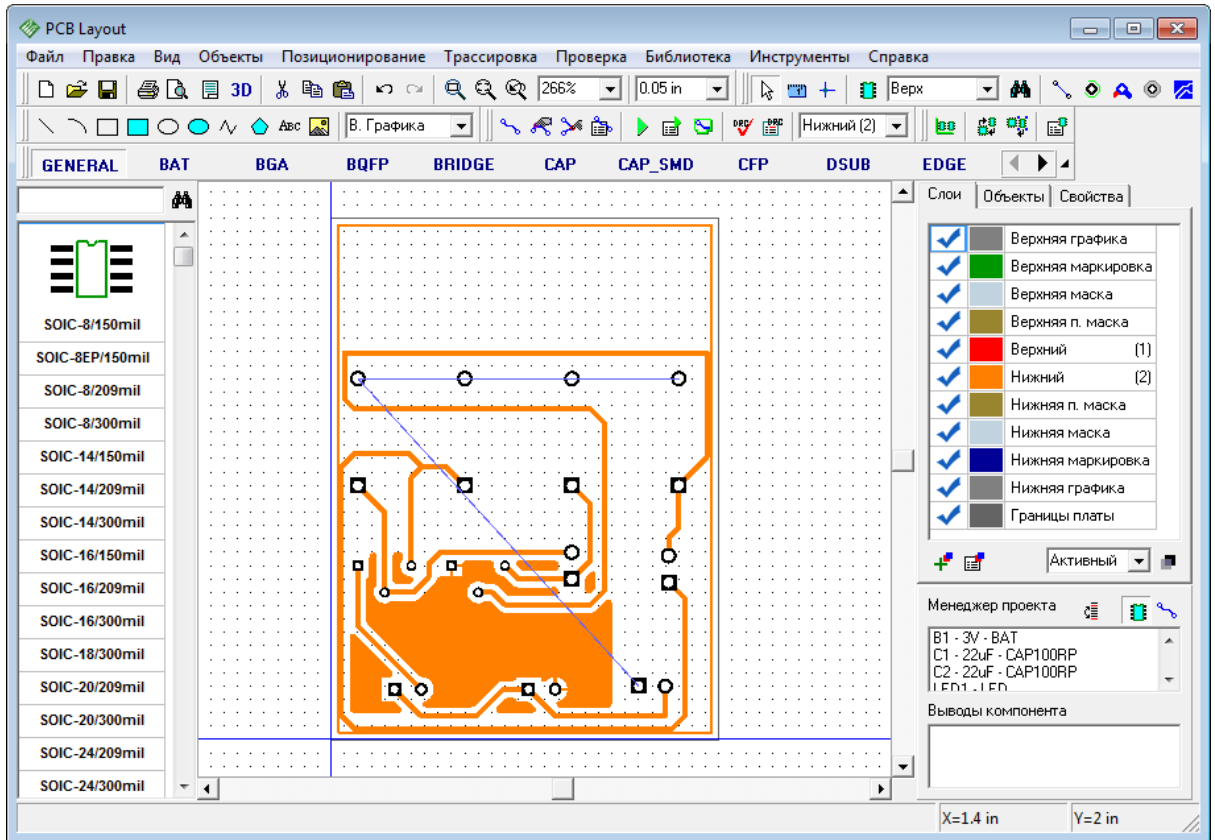 PCB Layout
Файл Правка Вид Объекты Позиционирование Трассировка Проверка Библиотека Инструменты Справка
3D 266% 0.05 in Верх
ABC В. Графика DRC DRC Нижний (2)
GENERAL BAT BGA BQFP BRIDGE CAP CAP_SMD CFP DSUB EDGE
Слои Объекты Свойства
SOIC-8/150mil
SOIC-8EP/150mil
SOIC-8/209mil
SOIC-8/300mil
SOIC-14/150mil
SOIC-14/209mil
SOIC-14/300mil
SOIC-16/150mil
SOIC-16/209mil
SOIC-16/300mil
SOIC-18/300mil
SOIC-20/209mil
SOIC-20/300mil
SOIC-24/209mil
SOIC-24/300mil
Верхняя графика
Верхняя маркировка
Верхняя маска
Верхняя п. маска
Верхний (1)
Нижний (2)
Нижняя п. маска
Нижняя маска
Нижняя маркировка
Нижняя графика
Границы платы
Активный
Менеджер проекта
B1 - 3V - BAT
C1 - 22uF - CAP100RP
C2 - 22uF - CAP100RP
LED1 - LED
Выводы компонента
X=1.4 in Y=2 in